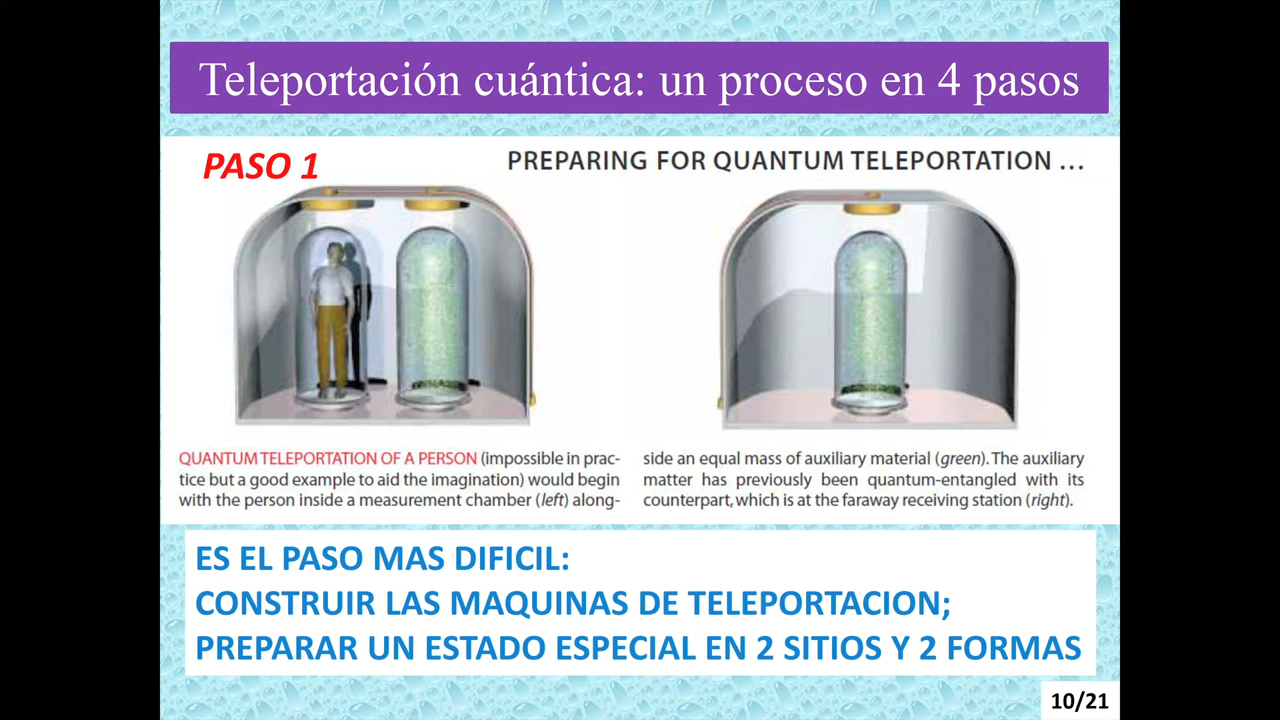 Teleportación cuántica: un proceso en 4 pasos
PASO 1
PREPARING FOR QUANTUM TELEPORTATION ...
QUANTUM TELEPORTATION OF A PERSON (impossible in prac-
tice but a good example to aid the imagination) would begin
with the person inside a measurement chamber (left) along-
side an equal mass of auxiliary material (green). The auxiliary
matter has previously been quantum-entangled with its
counterpart, which is at the faraway receiving station (right).
ES EL PASO MAS DIFICIL:
CONSTRUIR LAS MAQUINAS DE TELEPORTACION;
PREPARAR UN ESTADO ESPECIAL EN 2 SITIOS Y 2 FORMAS
10/21